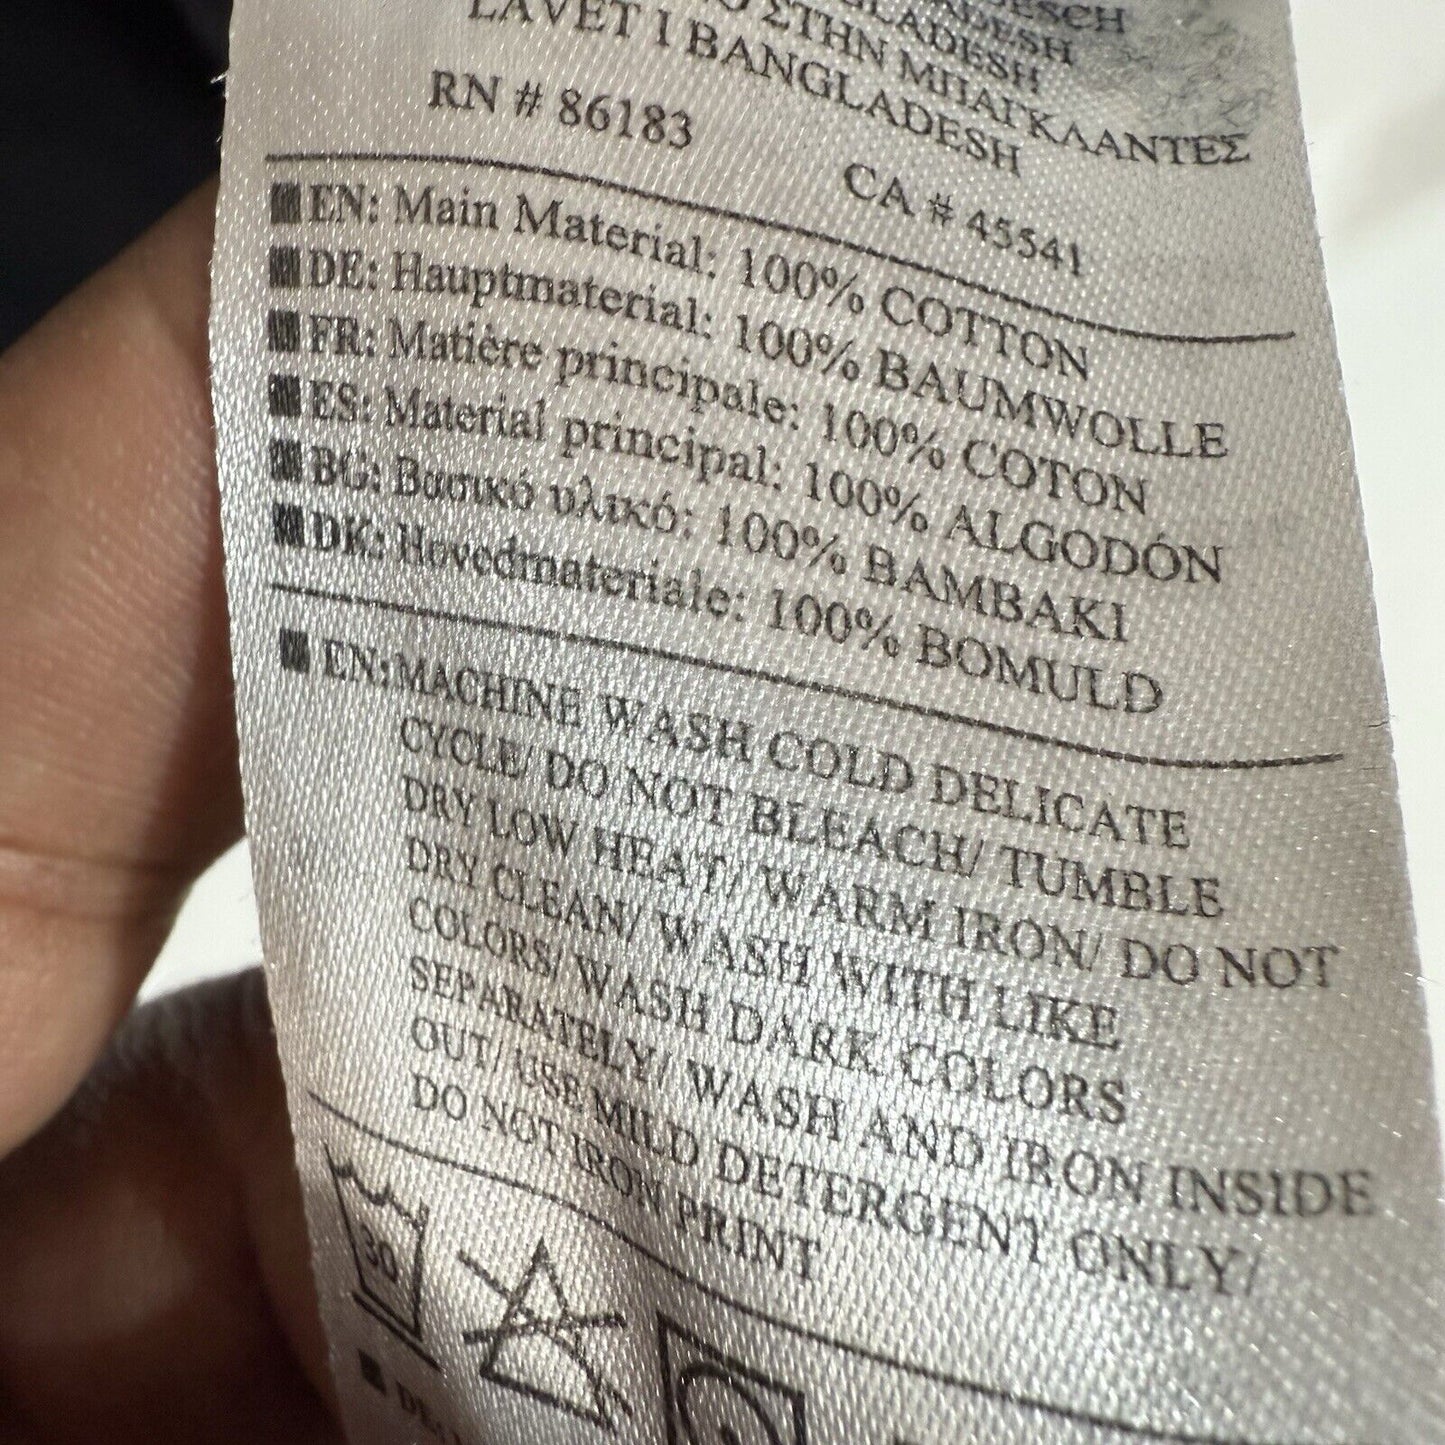 DESCH
DESH
GLADESH
ΣΤΗΝ ΜΠΑΓΚΛΑΝΤΕΣ
LAVET I BANGLADESH
RN # 86183
CA # 45541
EN: Main Material: 100% COTTON
DE: Hauptmaterial: 100% BAUMWOLLE
FR: Matière principale: 100% COTON
ES: Material principal: 100% ALGODÓN
BG: Βασικό υλικό: 100% BAMBAKI
DK: Hovedmateriale: 100% BOMULD
EN: MACHINE WASH COLD DELICATE
CYCLE/ DO NOT BLEACH/ TUMBLE
DRY LOW HEAT/ WARM IRON/ DO NOT
DRY CLEAN/ WASH WITH LIKE
COLORS/ WASH DARK COLORS
SEPARATELY/ WASH AND IRON INSIDE
OUT/ USE MILD DETERGENT ONLY/
DO NOT IRON PRINT
30